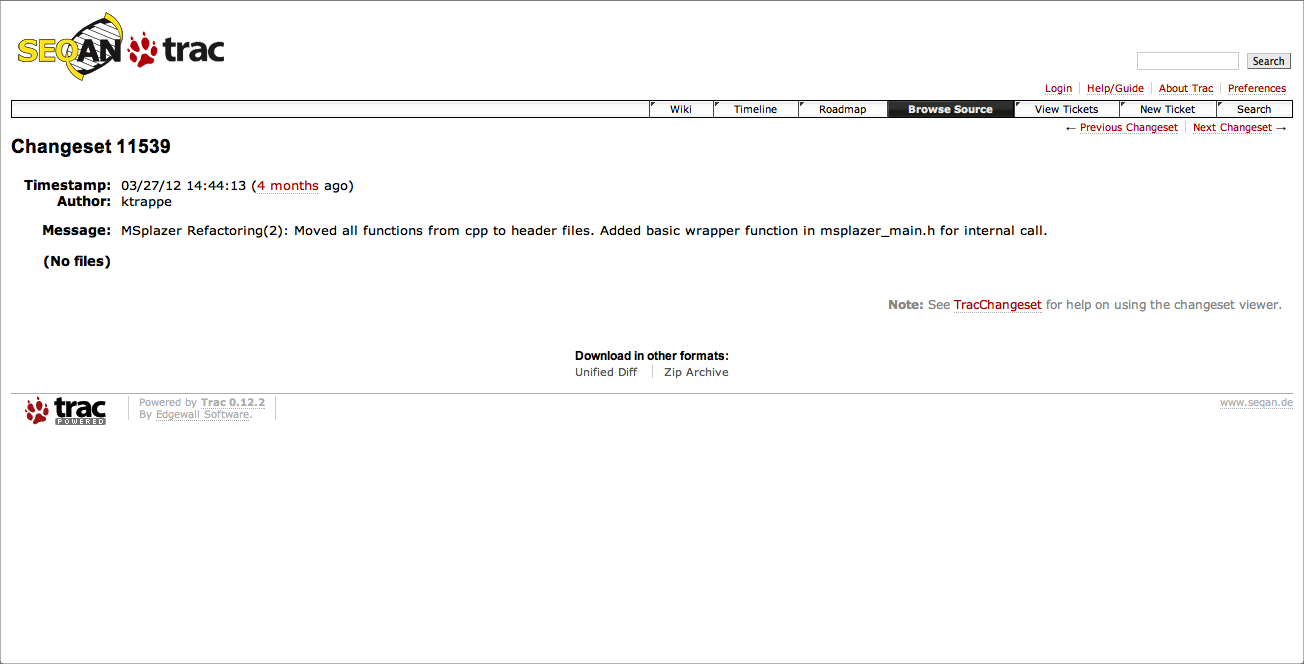 SEQAN trac
Search
Login Help/Guide About Trac Preferences
Wiki Timeline Roadmap Browse Source View Tickets New Ticket Search
← Previous Changeset Next Changeset →
Changeset 11539
Timestamp: 03/27/12 14:44:13 (4 months ago)
Author: ktrappe
Message: MSplazer Refactoring(2): Moved all functions from cpp to header files. Added basic wrapper function in msplazer_main.h for internal call.
(No files)
Note: See TracChangeset for help on using the changeset viewer.
Download in other formats:
Unified Diff Zip Archive
trac POWERED
Powered by Trac 0.12.2
By Edgewall Software.
www.seqan.de